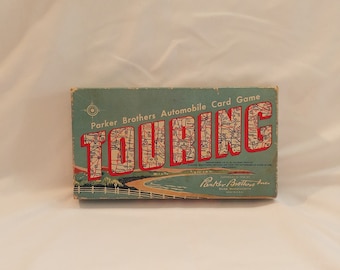 Parker Brothers Automobile Card Game
TOURING
Parker Brothers